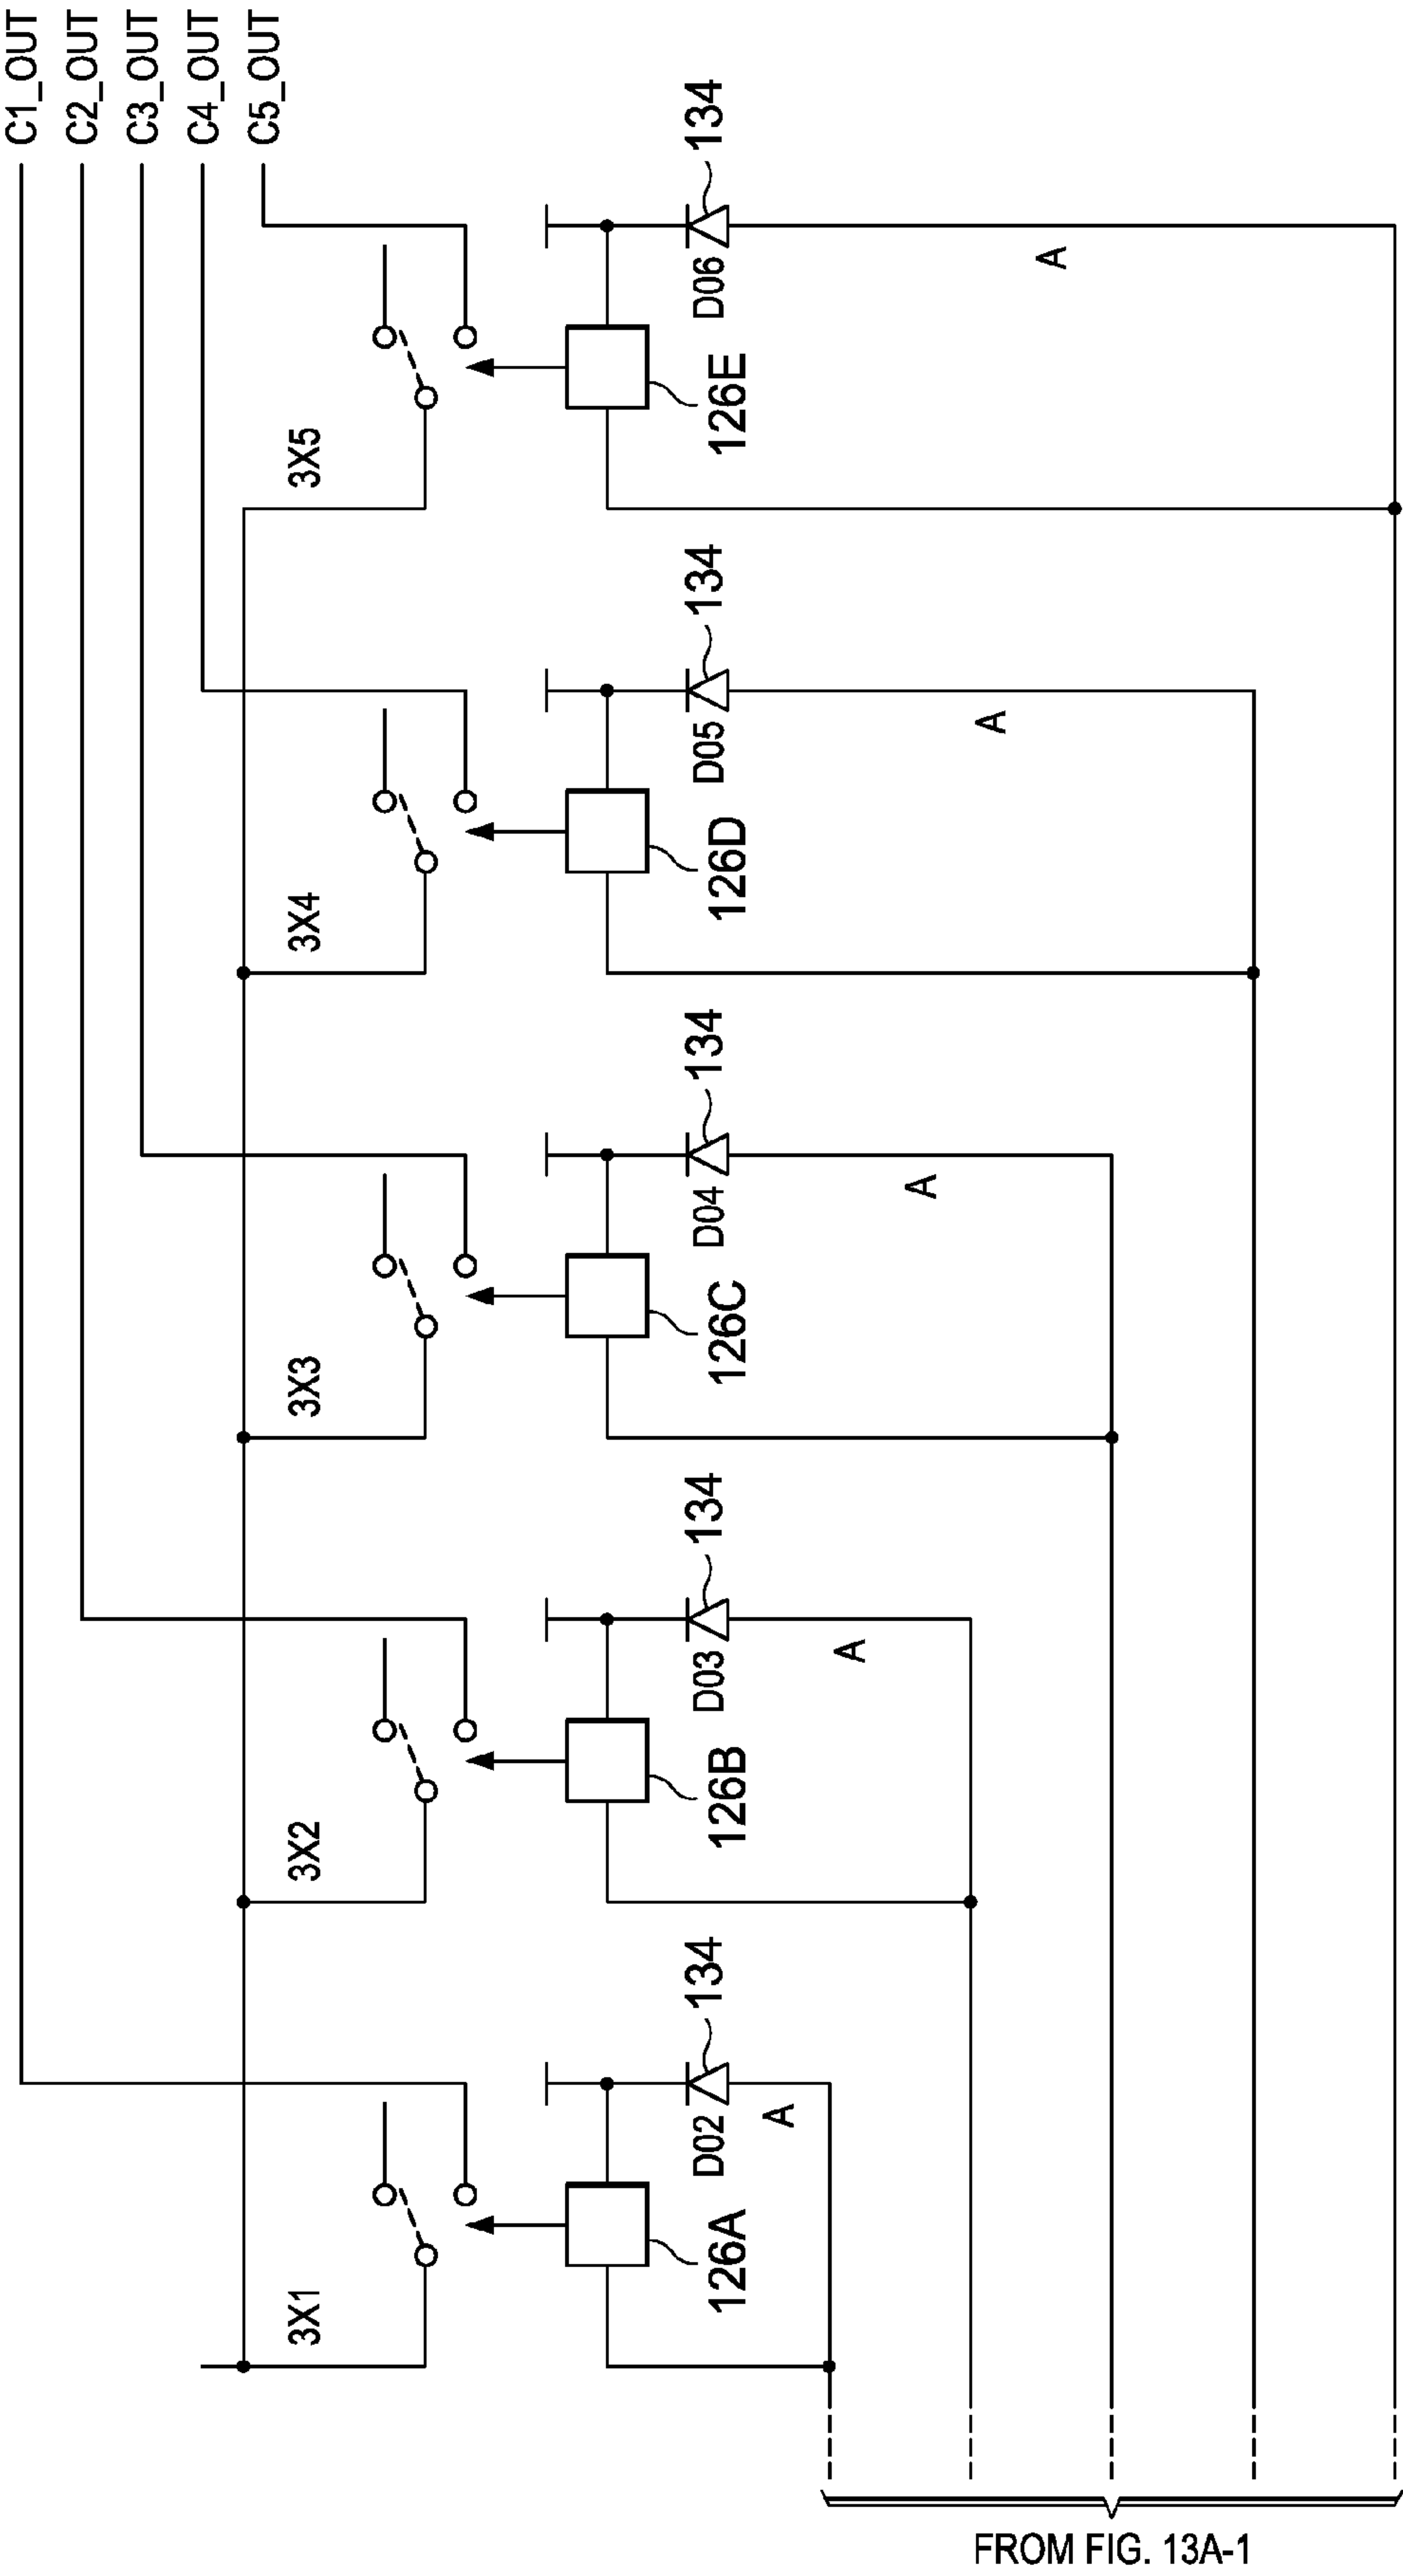 C1_OUT
C2_OUT
C3_OUT
C4_OUT
C5_OUT
3X5
134
D06
126E
A
3X4
134
D05
126D
A
3X3
134
D04
126C
A
3X2
134
D03
126B
A
3X1
134
D02
126A
A
FROM FIG. 13A-1